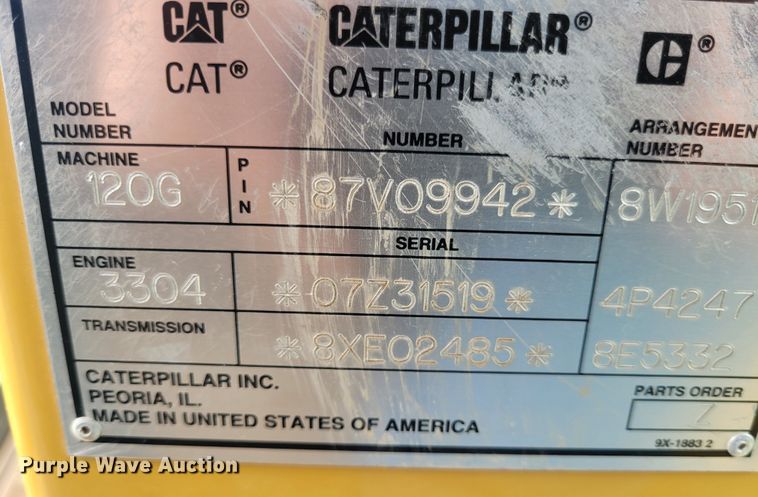 CAT® CATERPILLAR® C®
CAT® CATERPILLAR
MODEL NUMBER NUMBER ARRANGEMEN NUMBER
MACHINE 120G PIN *87V09942* 8W1951
SERIAL
ENGINE 3304 *07Z31519* 4P4247
TRANSMISSION *8XE02485* 8E5332
CATERPILLAR INC.
PEORIA, IL.
MADE IN UNITED STATES OF AMERICA
PARTS ORDER
9X-1883 2
Purple Wave Auction